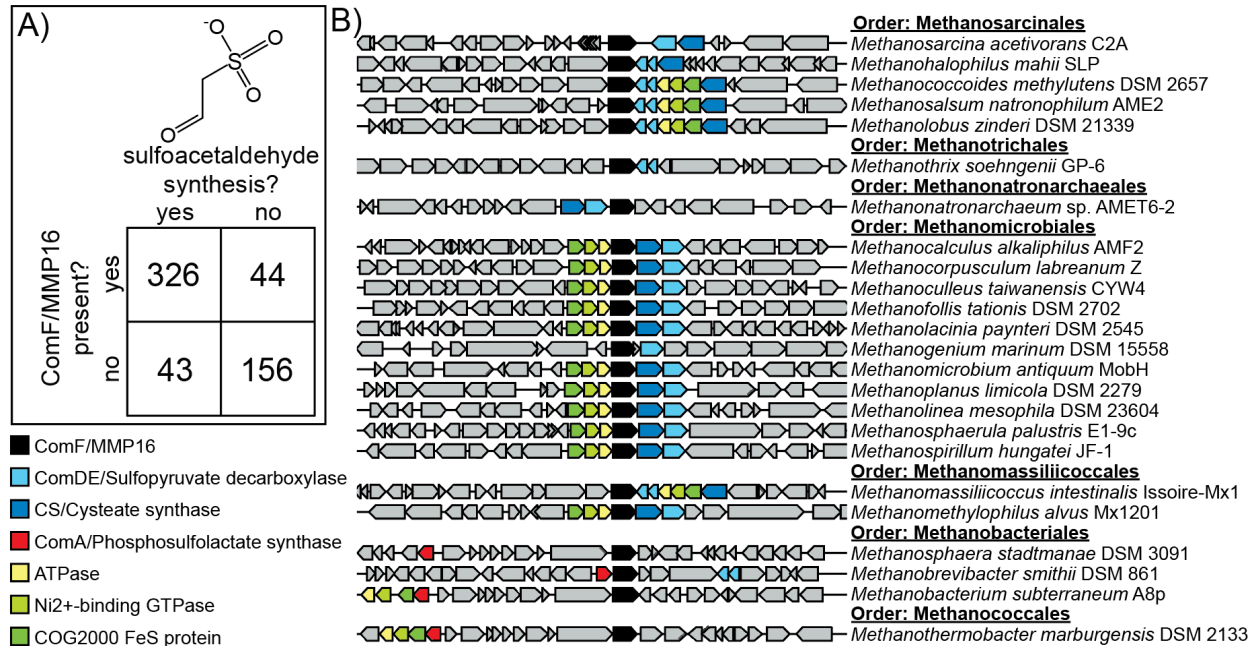 A)
-O
S
O
O
O
sulfoacetaldehyde
synthesis?
yes no
ComF/MMP16
present?
yes
no
326 44
43 156
ComF/MMP16
ComDE/Sulfopyruvate decarboxylase
CS/Cysteate synthase
ComA/Phosphosulfolactate synthase
ATPase
Ni2+-binding GTPase
COG2000 FeS protein
B)
Order: Methanosarcinales
Methanosarcina acetivorans C2A
Methanohalophilus mahii SLP
Methanococcoides methylutens DSM 2657
Methanosalsum natronophilum AME2
Methanolobus zinderi DSM 21339
Order: Methanotrichales
Methanothrix soehngenii GP-6
Order: Methanonatronarchaeales
Methanonatronarchaeum sp. AMET6-2
Order: Methanomicrobiales
Methanocalculus alkaliphilus AMF2
Methanocorpusculum labreanum Z
Methanoculleus taiwanensis CYW4
Methanofollis tationis DSM 2702
Methanolacinia paynteri DSM 2545
Methanogenium marinum DSM 15558
Methanomicrobium antiquum MobH
Methanoplanus limicola DSM 2279
Methanolinea mesophila DSM 23604
Methanosphaerula palustris E1-9c
Methanospirillum hungatei JF-1
Order: Methanomassiliicoccales
Methanomassiliicoccus intestinalis Issoire-Mx1
Methanomethylophilus alvus Mx1201
Order: Methanobacteriales
Methanosphaera stadtmanae DSM 3091
Methanobrevibacter smithii DSM 861
Methanobacterium subterraneum A8p
Order: Methanococcales
Methanothermobacter marburgensis DSM 2133